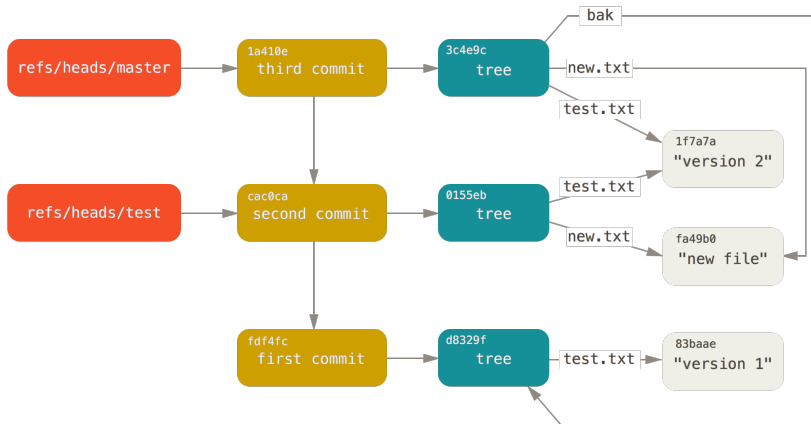 bak
1a410e
3c4e9c
refs/heads/master
third commit
tree
new.txt
test.txt
1f7a7a
"version 2"
cac0ca
0155eb
test.txt
refs/heads/test
second commit
tree
new.txt
fa49b0
"new file"
fdf4fc
d8329f
83baae
first commit
tree
test.txt
"version 1"